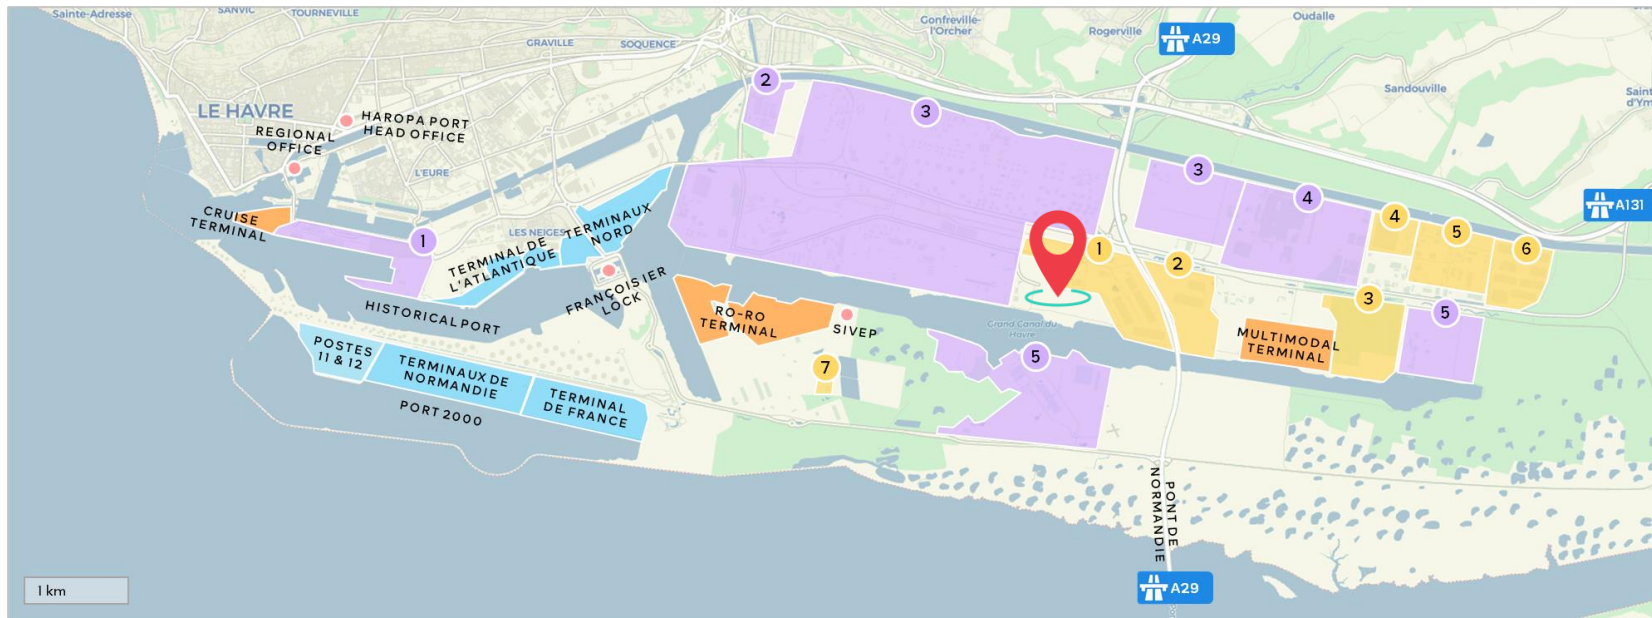 Sainte-Adresse
SANVIC
TOURNEVILLE
GRAVILLE
SOQUENCE
Gonfreville-
l'Orcher
Rogerville
A29
Oudalle
Sandouville
Saint
d'Ym
LE HAVRE
HAROPA PORT
HEAD OFFICE
REGIONAL
OFFICE
L'EURE
2
3
3
4
4
5
6
A131
CRUISE
TERMINAL
1
LES NEIGES
TERMINAUX
NORD
TERMINAL DE
L'ATLANTIQUE
FRANÇOIS IER
LOCK
HISTORICAL PORT
1
2
3
5
RO-RO
TERMINAL
SIVEP
Grand Canal du
Havre
MULTIMODAL
TERMINAL
5
7
POSTES
11 & 12
TERMINAUX DE
NORMANDIE
TERMINAL
DE FRANCE
PORT 2000
PONT DE
NORMANDIE
A29
1 km